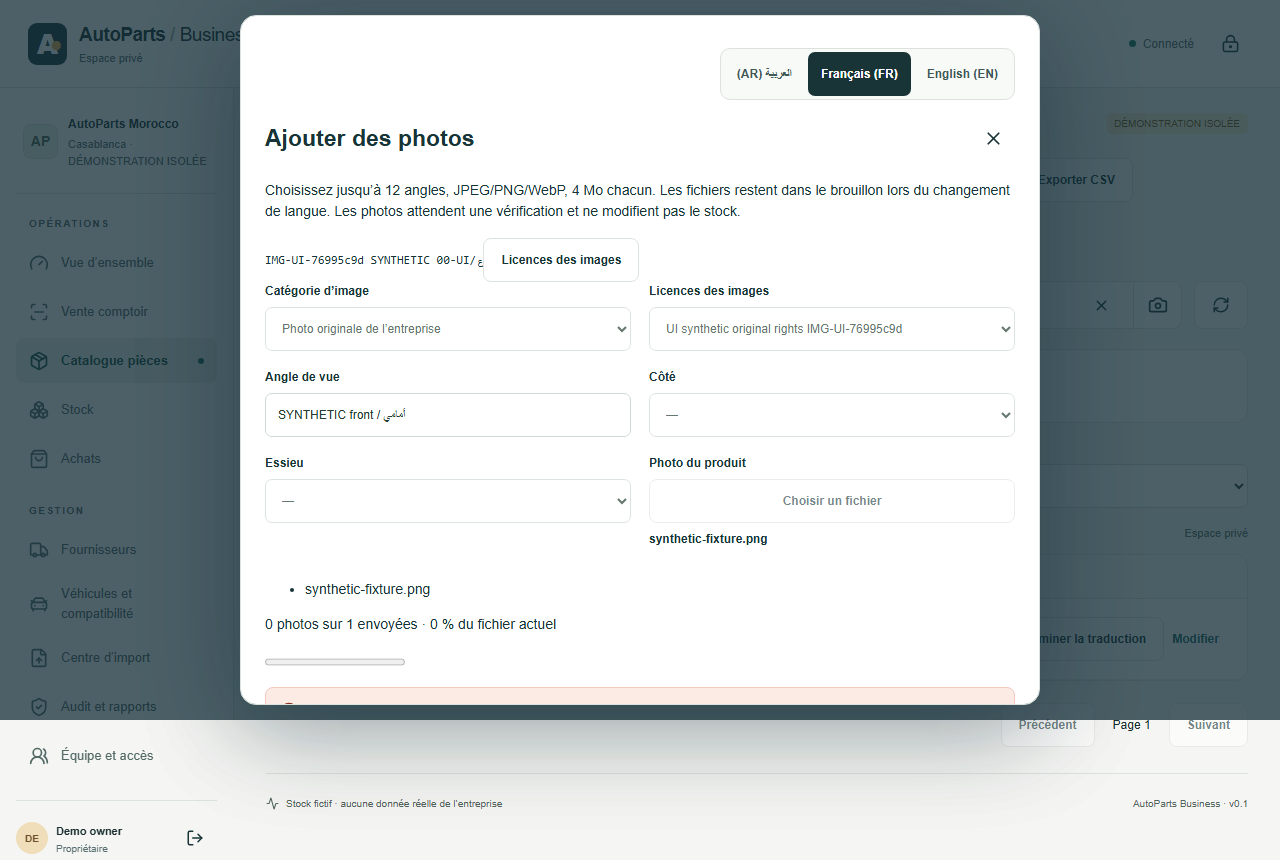 AutoParts / Busines
Espace privé
Connecté
العربية (AR)
Français (FR)
English (EN)
AP
AutoParts Morocco
Casablanca ·
DÉMONSTRATION ISOLÉE
DÉMONSTRATION ISOLÉE
Ajouter des photos
Exporter CSV
Choisissez jusqu’à 12 angles, JPEG/PNG/WebP, 4 Mo chacun. Les fichiers restent dans le brouillon lors du changement
de langue. Les photos attendent une vérification et ne modifient pas le stock.
OPÉRATIONS
Vue d’ensemble
Vente comptoir
Catalogue pièces
Stock
Achats
GESTION
Fournisseurs
Véhicules et
compatibilité
Centre d’import
Audit et rapports
Équipe et accès
IMG-UI-76995c9d SYNTHETIC 00-UI/ع
Licences des images
Catégorie d’image
Photo originale de l’entreprise
Licences des images
UI synthetic original rights IMG-UI-76995c9d
Angle de vue
SYNTHETIC front / أمامي
Côté
—
Essieu
—
Photo du produit
Choisir un fichier
synthetic-fixture.png
• synthetic-fixture.png
0 photos sur 1 envoyées · 0 % du fichier actuel
Espace privé
miner la traduction
Modifier
Précédent
Page 1
Suivant
Stock fictif · aucune donnée réelle de l’entreprise
AutoParts Business · v0.1
DE
Demo owner
Propriétaire